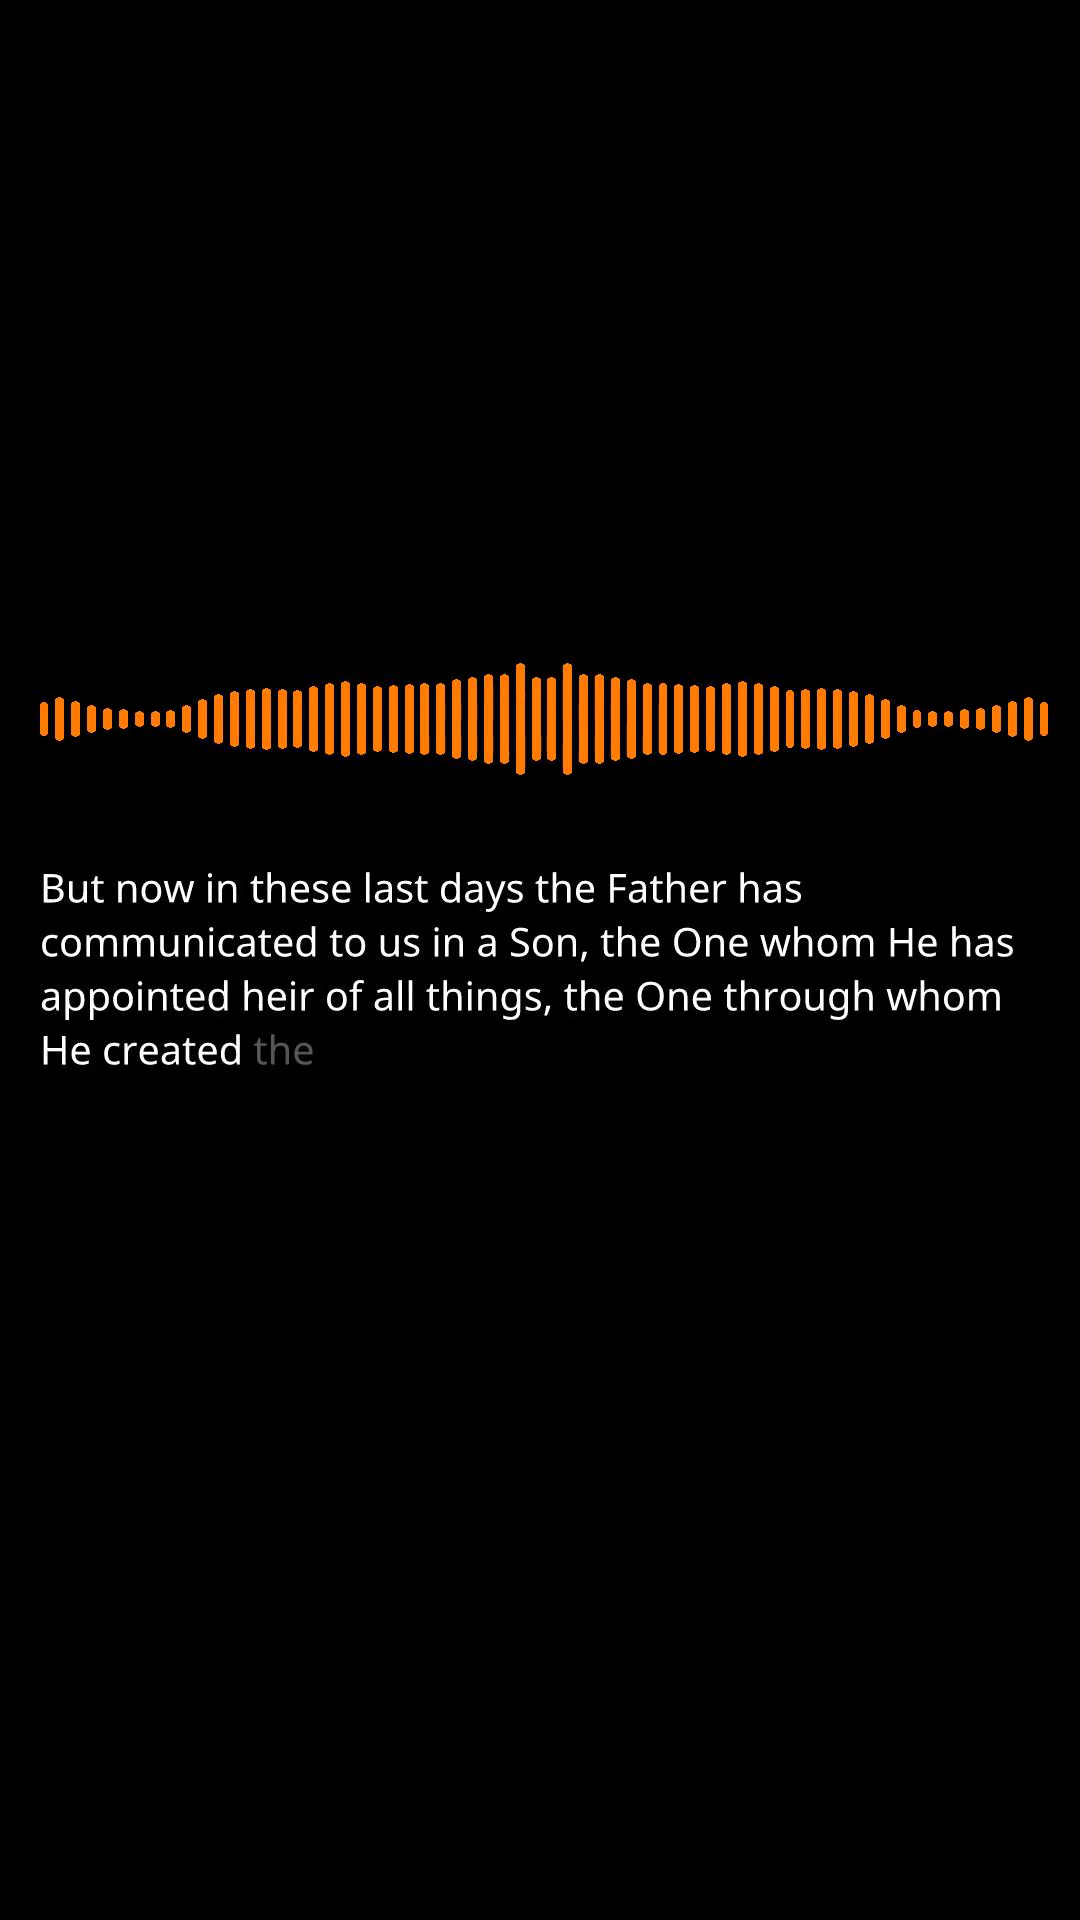 But now in these last days the Father has
communicated to us in a Son, the One whom He has
appointed heir of all things, the One through whom
He created the